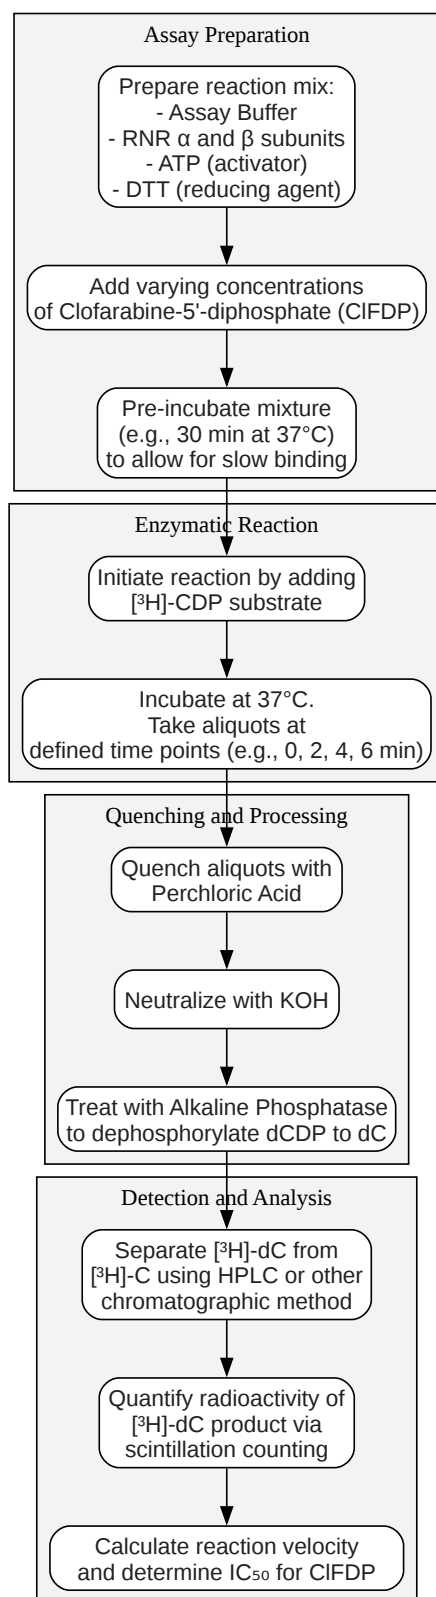 Assay Preparation
Prepare reaction mix:
- Assay Buffer
- RNR α and β subunits
- ATP (activator)
- DTT (reducing agent)
Add varying concentrations
of Clofarabine-5'-diphosphate (ClFDP)
Pre-incubate mixture
(e.g., 30 min at 37°C)
to allow for slow binding
Enzymatic Reaction
Initiate reaction by adding
[³H]-CDP substrate
Incubate at 37°C.
Take aliquots at
defined time points (e.g., 0, 2, 4, 6 min)
Quenching and Processing
Quench aliquots with
Perchloric Acid
Neutralize with KOH
Treat with Alkaline Phosphatase
to dephosphorylate dCDP to dC
Detection and Analysis
Separate [³H]-dC from
[³H]-C using HPLC or other
chromatographic method
Quantify radioactivity of
[³H]-dC product via
scintillation counting
Calculate reaction velocity
and determine IC₅₀ for ClFDP